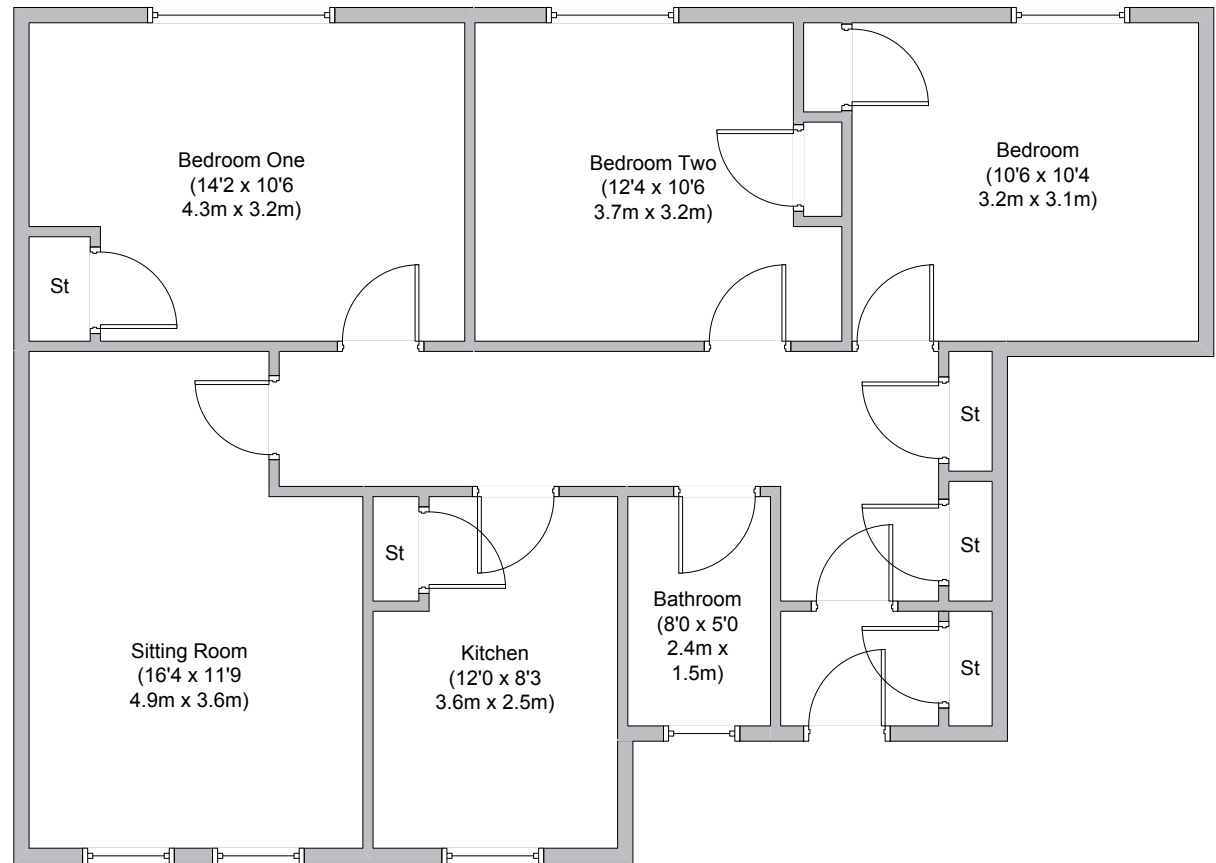 Bedroom One
(14'2 x 10'6
4.3m x 3.2m)
Bedroom Two
(12'4 x 10'6
3.7m x 3.2m)
Bedroom
(10'6 x 10'4
3.2m x 3.1m)
St
St
St
St
St
Sitting Room
(16'4 x 11'9
4.9m x 3.6m)
Kitchen
(12'0 x 8'3
3.6m x 2.5m)
Bathroom
(8'0 x 5'0
2.4m x
1.5m)